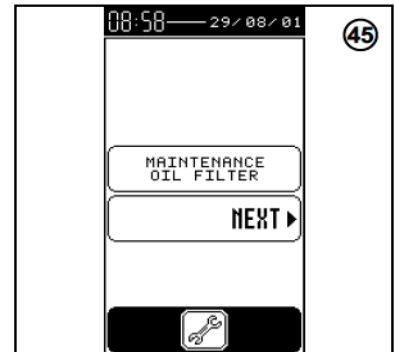 08:58 29/08/01
45
MAINTENANCE
OIL FILTER
NEXT